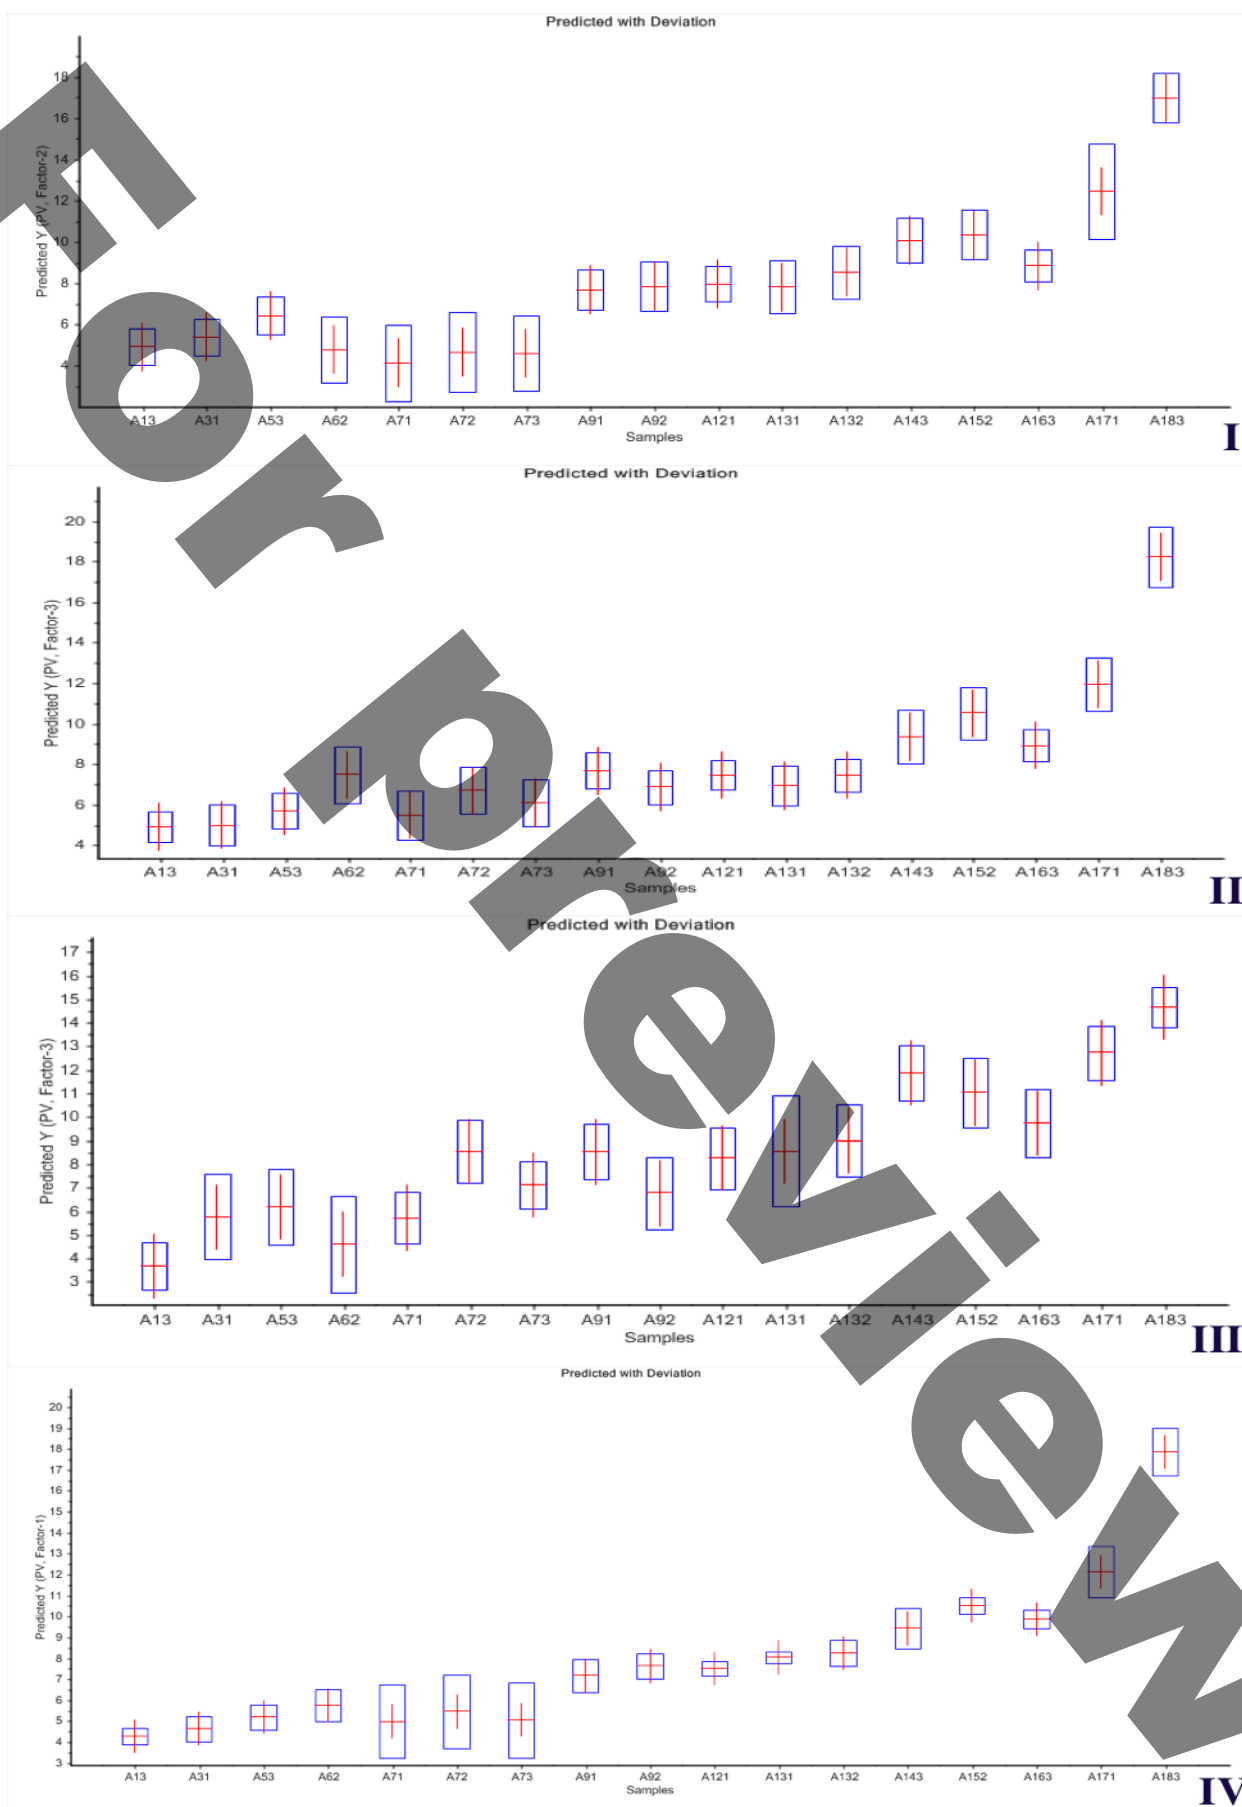 Predicted with Deviation
Predicted Y (PV, Factor-2)
18
16
14
12
10
8
6
4
A13 A31 A53 A62 A71 A72 A73 A91 A92 A121 A131 A132 A143 A152 A163 A171 A183
Samples
I
Predicted with Deviation
Predicted Y (PV, Factor-3)
20
18
16
14
12
10
8
6
4
A13 A31 A53 A62 A71 A72 A73 A91 A92 A121 A131 A132 A143 A152 A163 A171 A183
Samples
II
Predicted with Deviation
Predicted Y (PV, Factor-3)
17
16
15
14
13
12
11
10
9
8
7
6
5
4
3
A13 A31 A53 A62 A71 A72 A73 A91 A92 A121 A131 A132 A143 A152 A163 A171 A183
Samples
III
Predicted with Deviation
Predicted Y (PV, Factor-1)
20
19
18
17
16
15
14
13
12
11
10
9
8
7
6
5
4
3
A13 A31 A53 A62 A71 A72 A73 A91 A92 A121 A131 A132 A143 A152 A163 A171 A183
Samples
IV
For preview